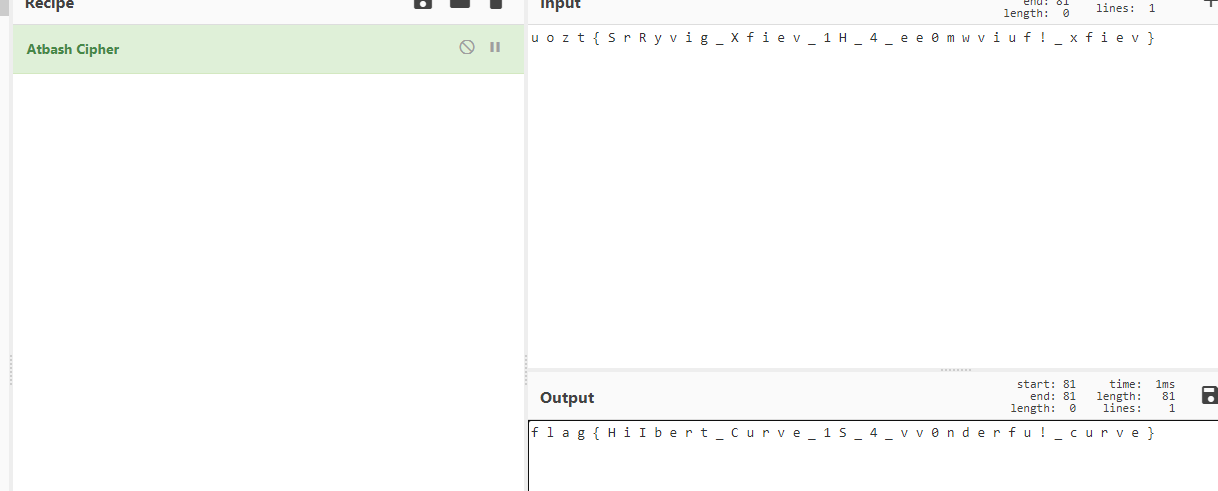 Recipe
Atbash Cipher
Input
end: 81
length: 0 lines: 1
u o z t { S r R y v i g _ X f i e v _ 1 H _ 4 _ e e 0 m w v i u f ! _ x f i e v }
Output
start: 81 time: 1ms
end: 81 length: 81
length: 0 lines: 1
f l a g { H i I b e r t _ C u r v e _ 1 S _ 4 _ v v 0 n d e r f u ! _ c u r v e }